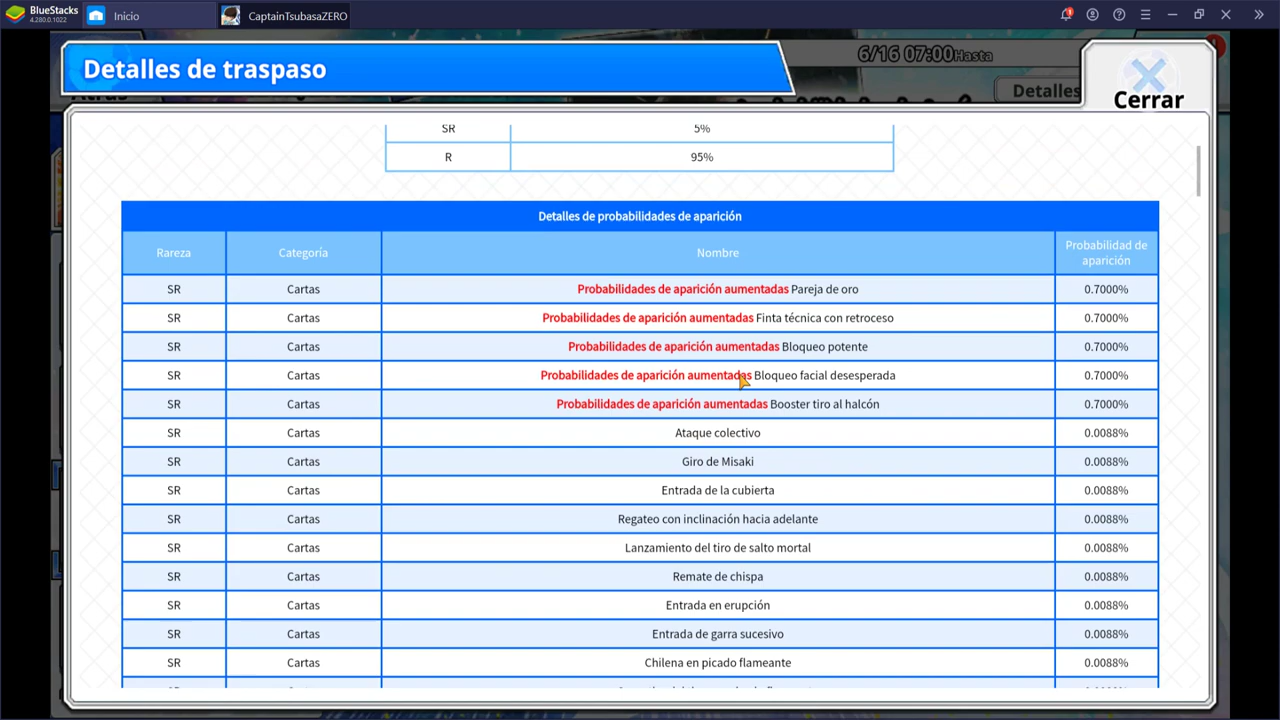 BlueStacks
4.280.0.1022
Inicio
CaptainTsubasaZERO
Detalles de traspaso
6/16 07:00Hasta
Detalles
Cerrar
SR 5%
R 95%
Detalles de probabilidades de aparición
Rareza Categoría Nombre Probabilidad de
aparición
SR Cartas Probabilidades de aparición aumentadas Pareja de oro 0.7000%
SR Cartas Probabilidades de aparición aumentadas Finta técnica con retroceso 0.7000%
SR Cartas Probabilidades de aparición aumentadas Bloqueo potente 0.7000%
SR Cartas Probabilidades de aparición aumentadas Bloqueo facial desesperada 0.7000%
SR Cartas Probabilidades de aparición aumentadas Booster tiro al halcón 0.7000%
SR Cartas Ataque colectivo 0.0088%
SR Cartas Giro de Misaki 0.0088%
SR Cartas Entrada de la cubierta 0.0088%
SR Cartas Regateo con inclinación hacia adelante 0.0088%
SR Cartas Lanzamiento del tiro de salto mortal 0.0088%
SR Cartas Remate de chispa 0.0088%
SR Cartas Entrada en erupción 0.0088%
SR Cartas Entrada de garra sucesivo 0.0088%
SR Cartas Chilena en picado flameante 0.0088%